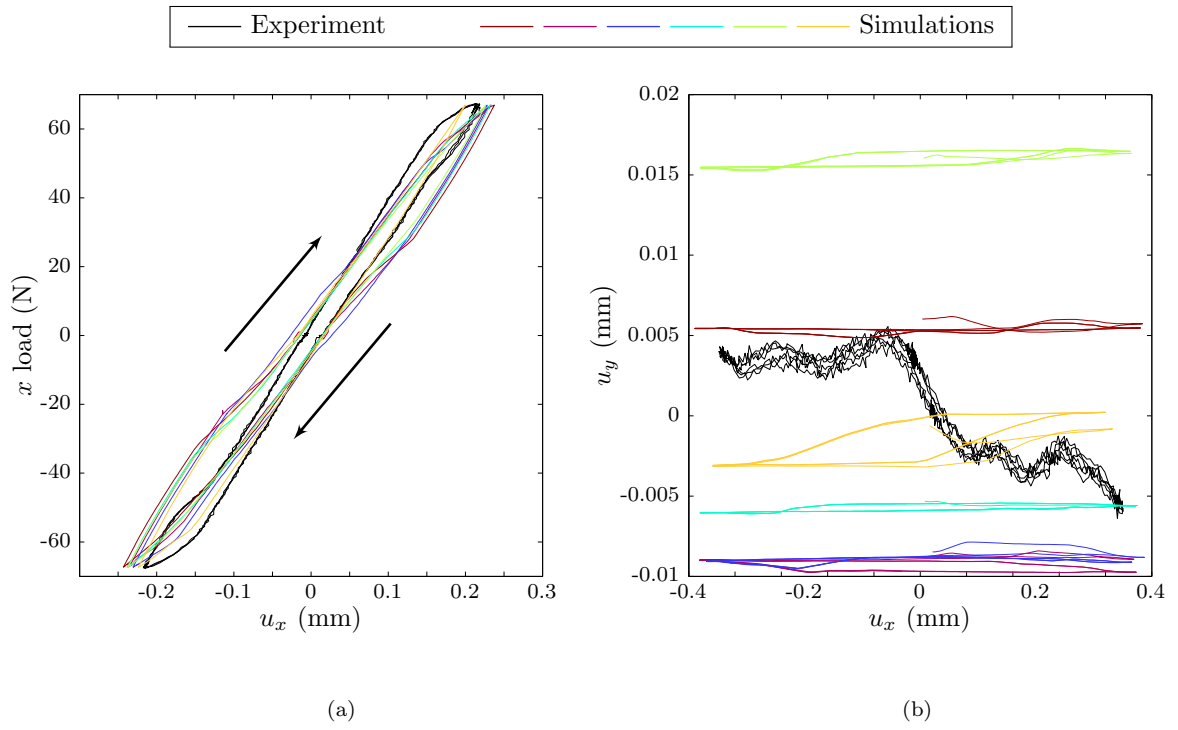 Experiment Simulations
60
40
20
0
-20
-40
-60
-0.2 -0.1 0 0.1 0.2 0.3
x load (N)
u_x (mm)
(a)
0.02
0.015
0.01
0.005
0
-0.005
-0.01
-0.4 -0.2 0 0.2 0.4
u_y (mm)
u_x (mm)
(b)